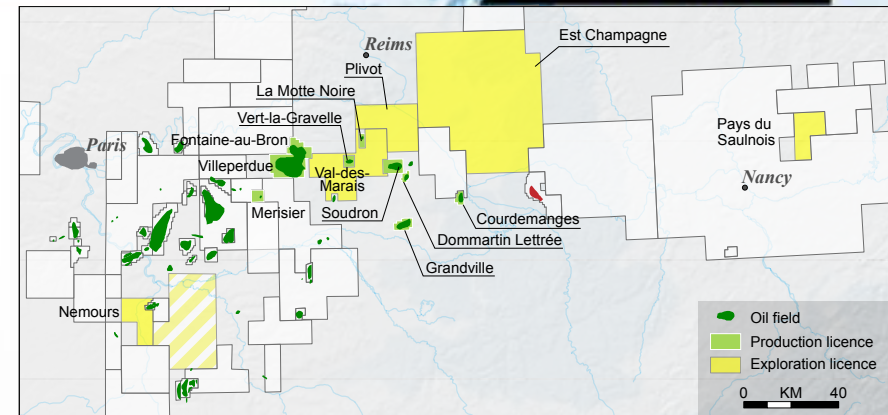 Reims
Est Champagne
Plivot
La Motte Noire
Vert-la-Gravelle
Paris
Fontaine-au-Bron
Pays du
Saulnois
Villeperdue
Val-des-
Marais
Nancy
Merisier
Soudron
Courdemanges
Dommartin Lettrée
Grandville
Nemours
Oil field
Production licence
Exploration licence
0 KM 40